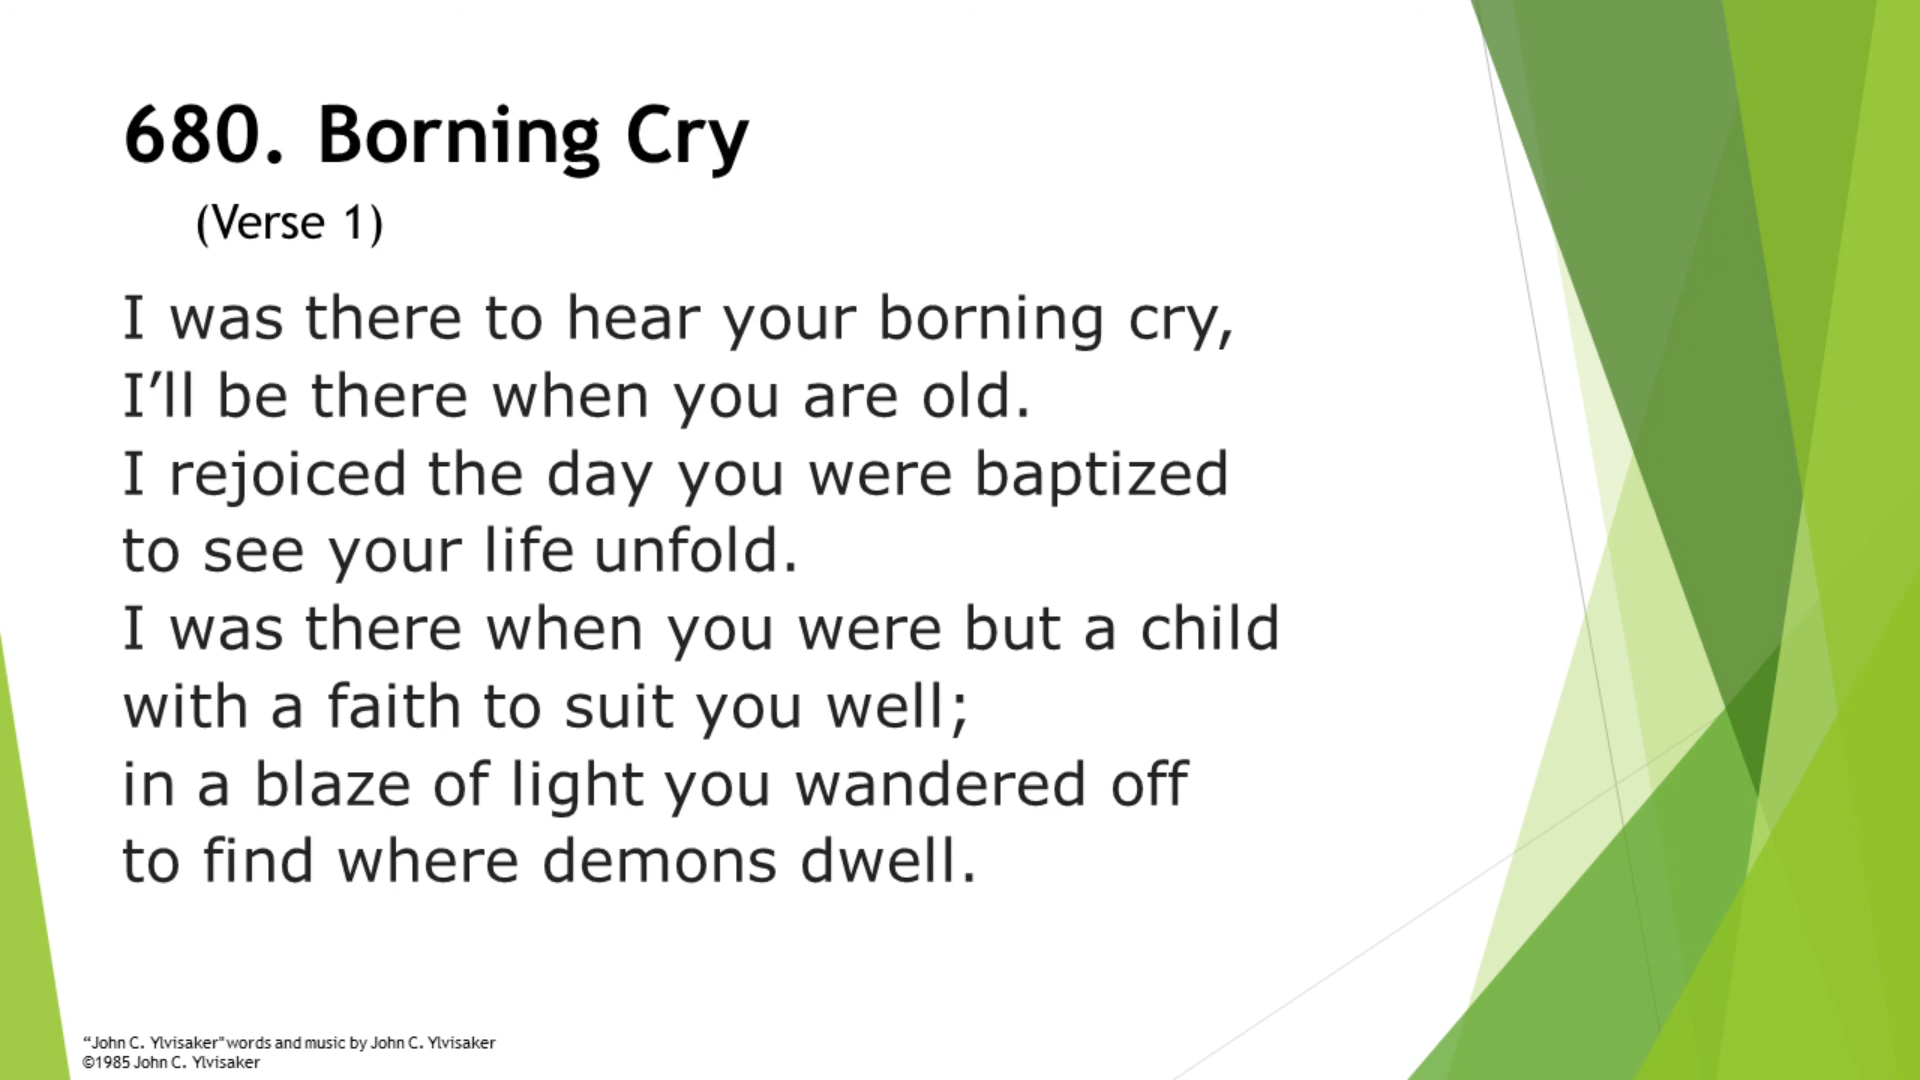 680. Borning Cry
(Verse 1)
I was there to hear your borning cry,
I’ll be there when you are old.
I rejoiced the day you were baptized
to see your life unfold.
I was there when you were but a child
with a faith to suit you well;
in a blaze of light you wandered off
to find where demons dwell.
“John C. Ylvisaker" words and music by John C. Ylvisaker
©1985 John C. Ylvisaker